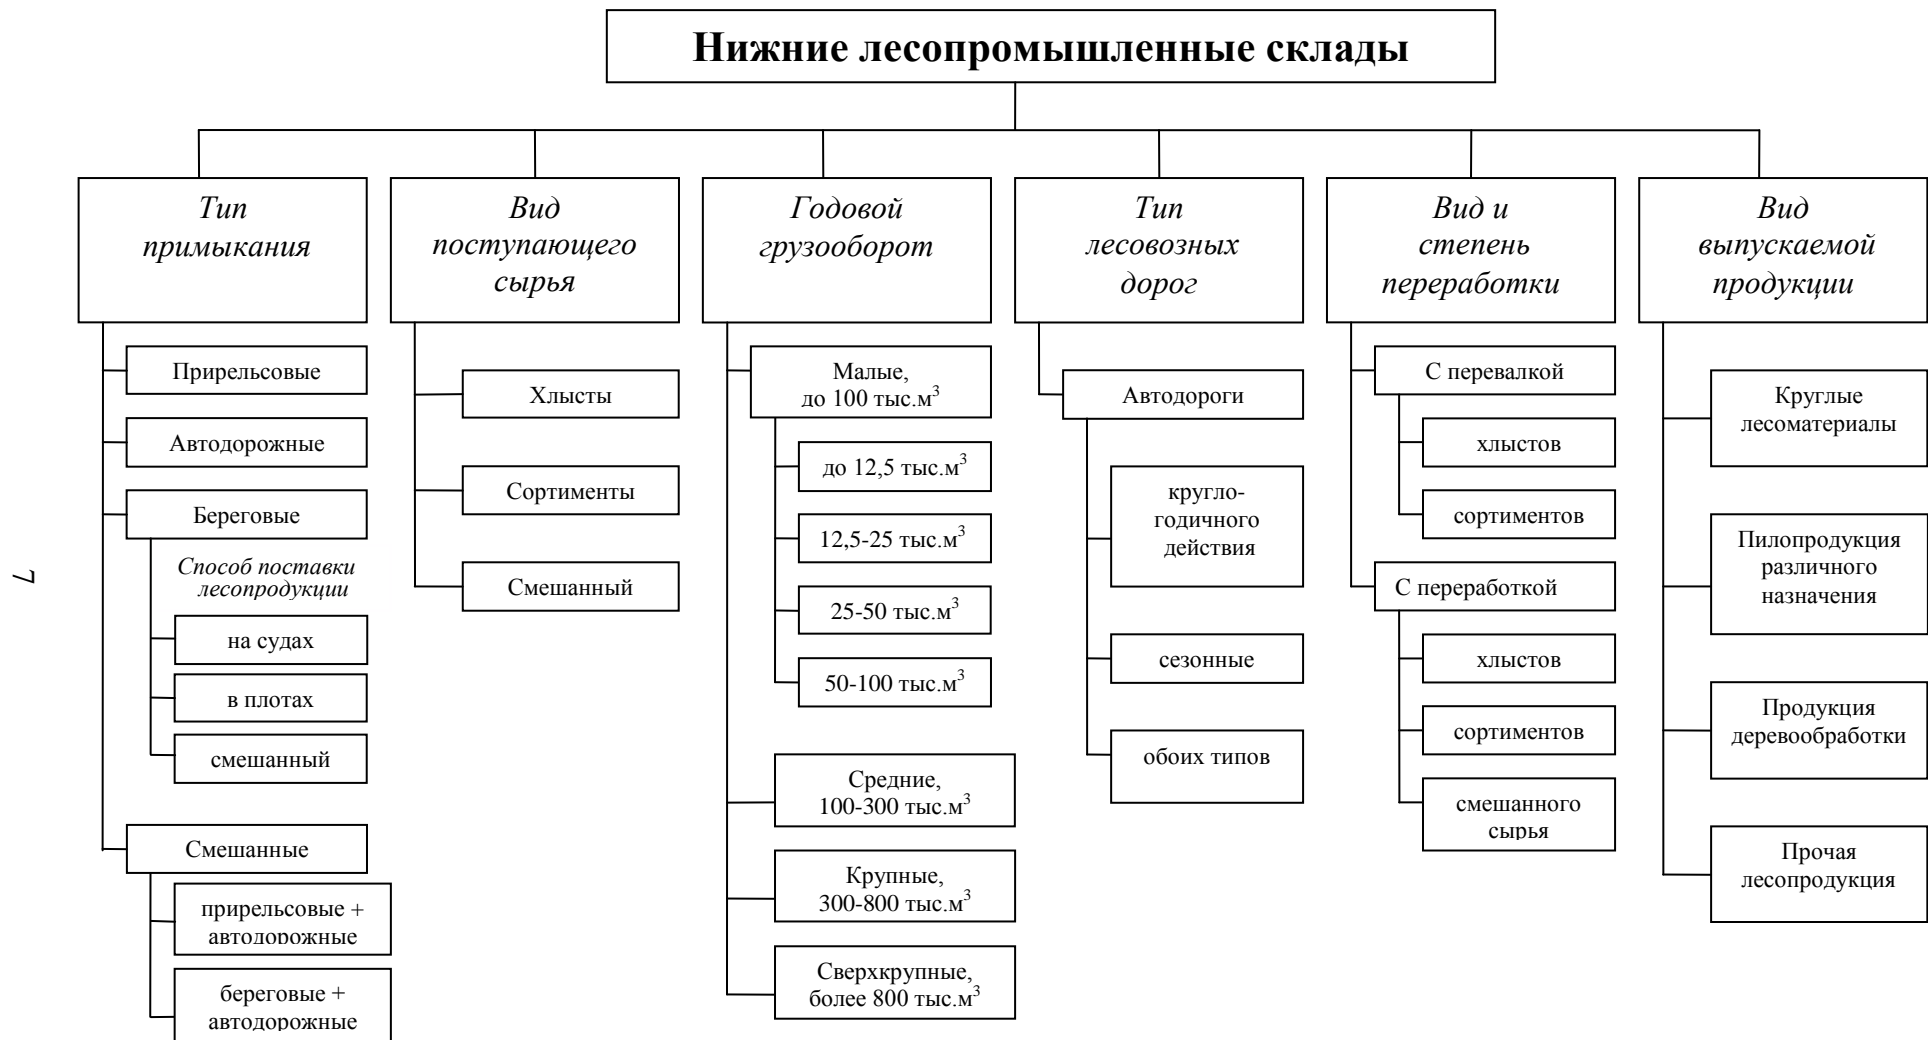 Нижние лесопромышленные склады
Тип
примыкания
Прирельсовые
Автодорожные
Береговые
Способ поставки
лесопродукции
на судах
в плотах
смешанный
Смешанные
прирельсовые +
автодорожные
береговые +
автодорожные
Вид
поступающего
сырья
Хлысты
Сортименты
Смешанный
Годовой
грузооборот
Малые,
до 100 тыс.м³
до 12,5 тыс.м³
12,5-25 тыс.м³
25-50 тыс.м³
50-100 тыс.м³
Средние,
100-300 тыс.м³
Крупные,
300-800 тыс.м³
Сверхкрупные,
более 800 тыс.м³
Тип
лесовозных
дорог
Автодороги
кругло-
годичного
действия
сезонные
обоих типов
Вид и
степень
переработки
С перевалкой
хлыстов
сортиментов
С переработкой
хлыстов
сортиментов
смешанного
сырья
Вид
выпускаемой
продукции
Круглые
лесоматериалы
Пилопродукция
различного
назначения
Продукция
деревообработки
Прочая
лесопродукция
7